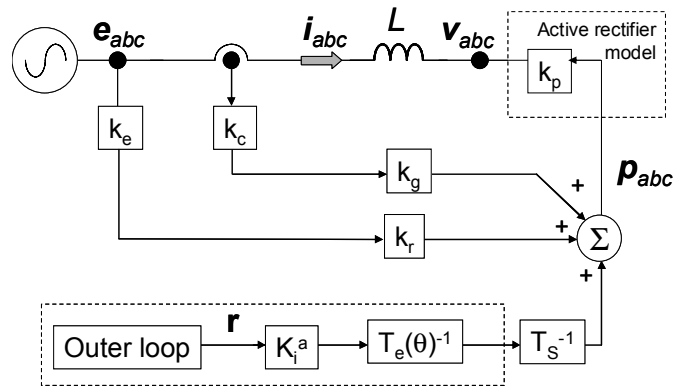 e_abc
i_abc
L
v_abc
Active rectifier
model
k_p
k_e
k_c
k_g
k_r
p_abc
+
+
+
Σ
r
Outer loop
K_i^a
T_e(θ)^-1
T_S^-1